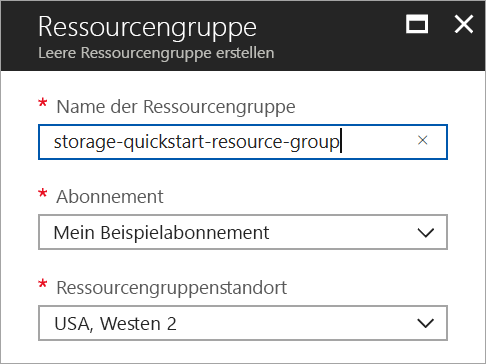 Ressourcengruppe
Leere Ressourcengruppe erstellen
* Name der Ressourcengruppe
storage-quickstart-resource-group
* Abonnement
Mein Beispielabonnement
* Ressourcengruppenstandort
USA, Westen 2